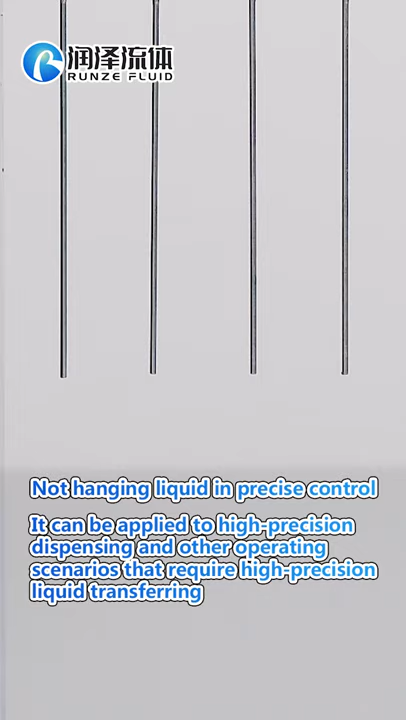 润泽流体
RUNZE FLUID
Not hanging liquid in precise control
It can be applied to high-precision
dispensing and other operating
scenarios that require high-precision
liquid transferring